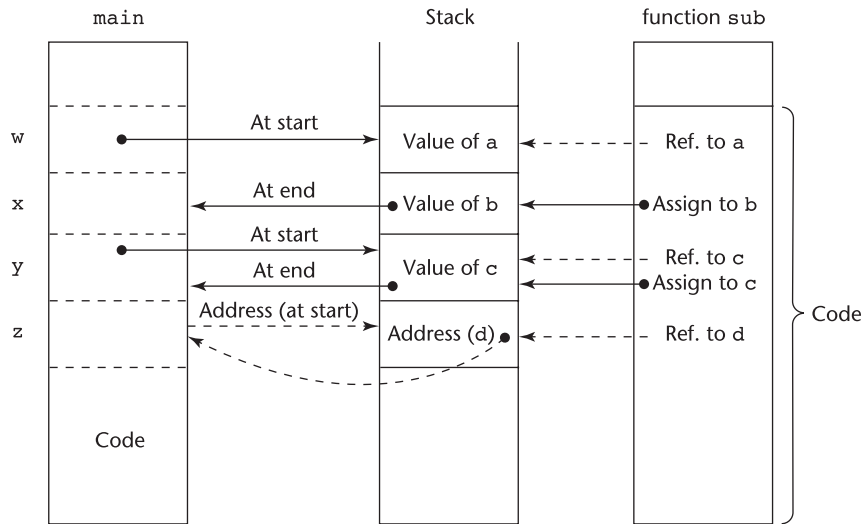 main
Stack
function sub
w
At start
Value of a
Ref. to a
x
At end
Value of b
Assign to b
At start
y
Value of c
Ref. to c
At end
Assign to c
z
Address (at start)
Address (d)
Ref. to d
Code
Code